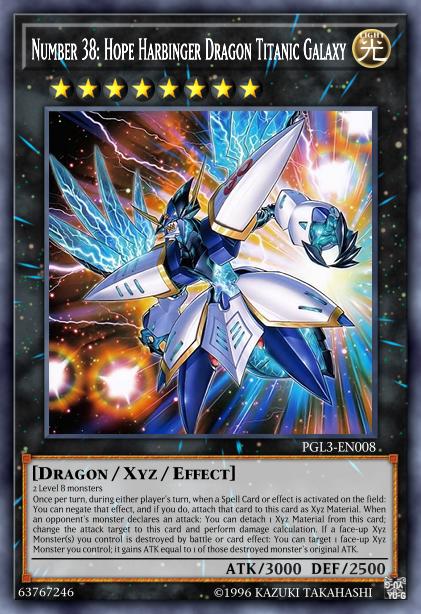 Number 38: Hope Harbinger Dragon Titanic Galaxy
LIGHT
光
PGL3-EN008
[Dragon / Xyz / Effect]
2 Level 8 monsters
Once per turn, during either player's turn, when a Spell Card or effect is activated on the field:
You can negate that effect, and if you do, attach that card to this card as Xyz Material. When
an opponent's monster declares an attack: You can detach 1 Xyz Material from this card;
change the attack target to this card and perform damage calculation. If a face-up Xyz
Monster(s) you control is destroyed by battle or card effect: You can target 1 face-up Xyz
Monster you control; it gains ATK equal to 1 of those destroyed monster's original ATK.
ATK/3000 DEF/2500
63767246
©1996 KAZUKI TAKAHASHI